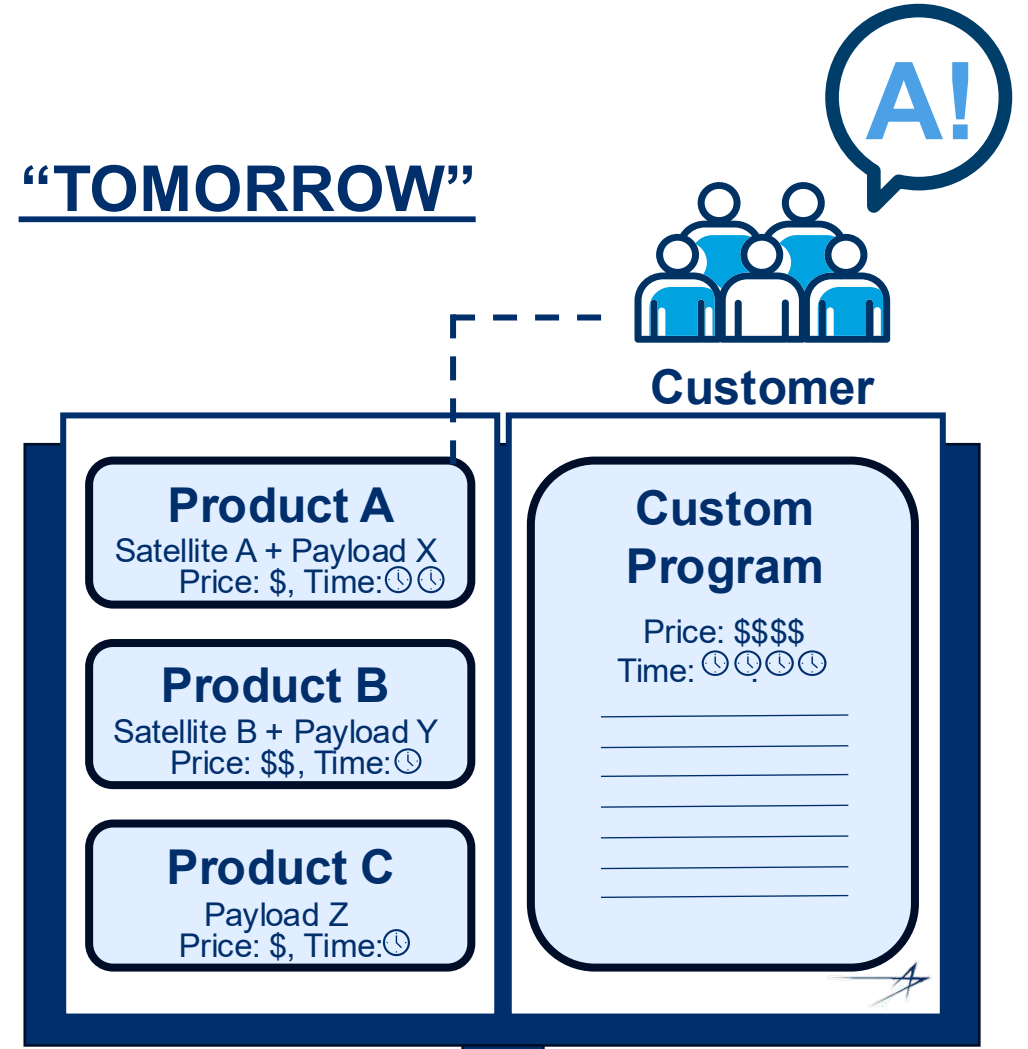 A!
“TOMORROW”
Customer
Product A
Satellite A + Payload X
Price: $, Time:
Product B
Satellite B + Payload Y
Price: $$, Time:
Product C
Payload Z
Price: $, Time:
Custom
Program
Price: $$$$
Time: .